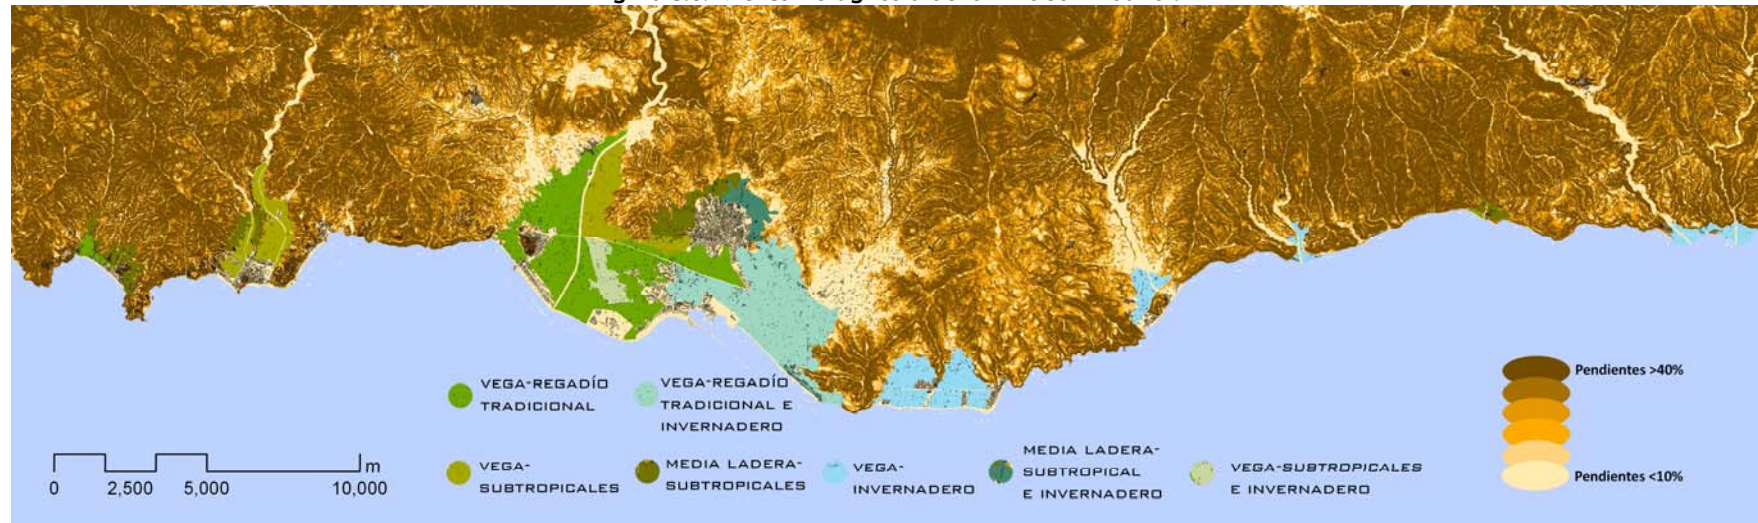 VEGA-REGADÍO
TRADICIONAL
VEGA-REGADÍO
TRADICIONAL E
INVERNADERO
VEGA-
SUBTROPICALES
MEDIA LADERA-
SUBTROPICALES
VEGA-
INVERNADERO
MEDIA LADERA-
SUBTROPICAL
E INVERNADERO
VEGA-SUBTROPICALES
E INVERNADERO
Pendientes >40%
Pendientes <10%
m
0 2,500 5,000 10,000